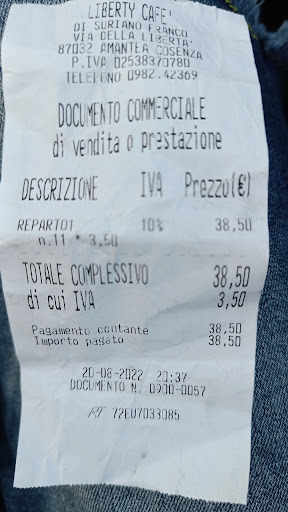 LIBERTY CAFE'
DI SURIANO FRANCO
VIA DELLA LIBERTA'
87032 AMANTEA COSENZA
P.IVA 02538370780
TELEFONO 0982.42369
DOCUMENTO COMMERCIALE
di vendita o prestazione
DESCRIZIONE IVA Prezzo(€)
REPARTO1 10% 38,50
n.11 * 3,50
TOTALE COMPLESSIVO 38,50
di cui IVA 3,50
Pagamento contante 38,50
Importo pagato 38,50
20-08-2022 20:37
DOCUMENTO N. 0900-0057
RT 72EU7033085